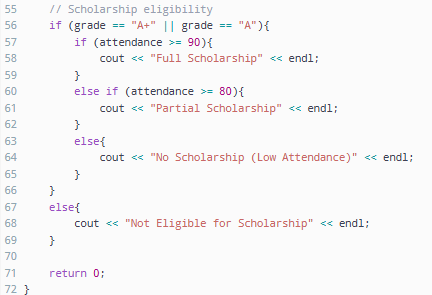 55 // Scholarship eligibility
56 if (grade == "A+" || grade == "A"){
57 if (attendance >= 90){
58 cout << "Full Scholarship" << endl;
59 }
60 else if (attendance >= 80){
61 cout << "Partial Scholarship" << endl;
62 }
63 else{
64 cout << "No Scholarship (Low Attendance)" << endl;
65 }
66 }
67 else{
68 cout << "Not Eligible for Scholarship" << endl;
69 }
70
71 return 0;
72 }